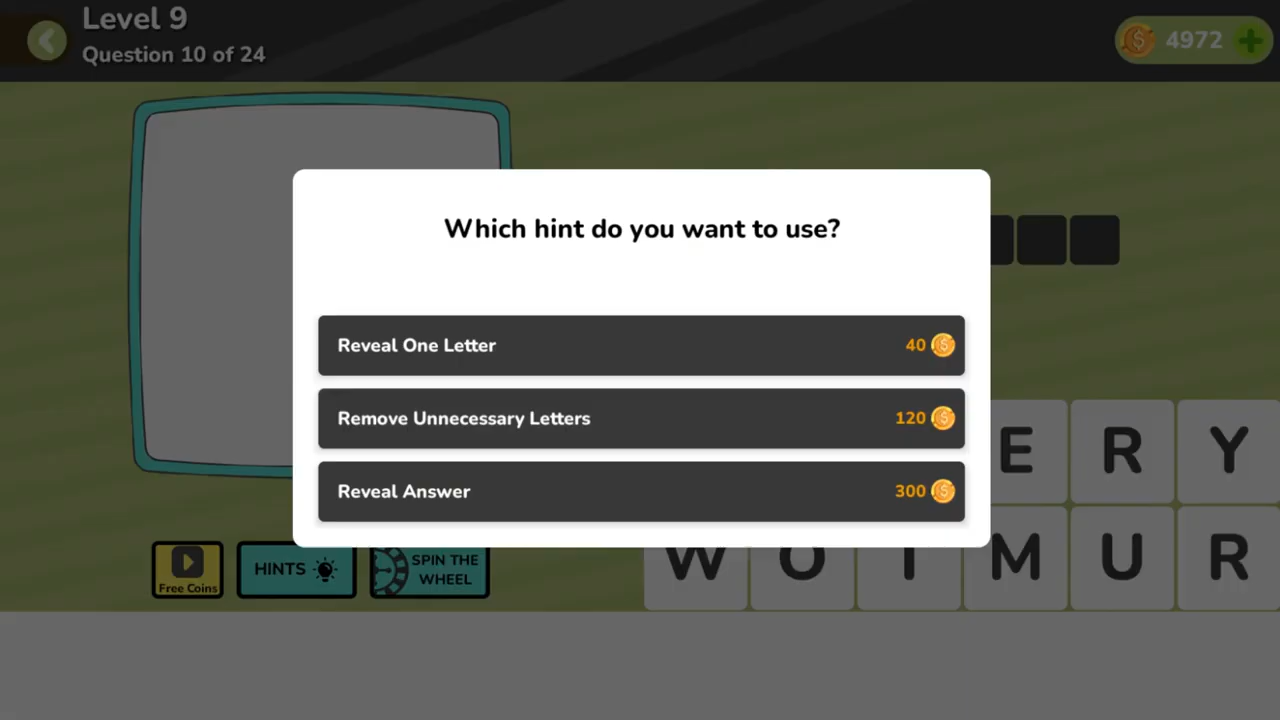 Level 9
Question 10 of 24
4972
Which hint do you want to use?
Reveal One Letter 40
Remove Unnecessary Letters 120
Reveal Answer 300
E R Y
W O I M U R
Free Coins
HINTS
SPIN THE
WHEEL